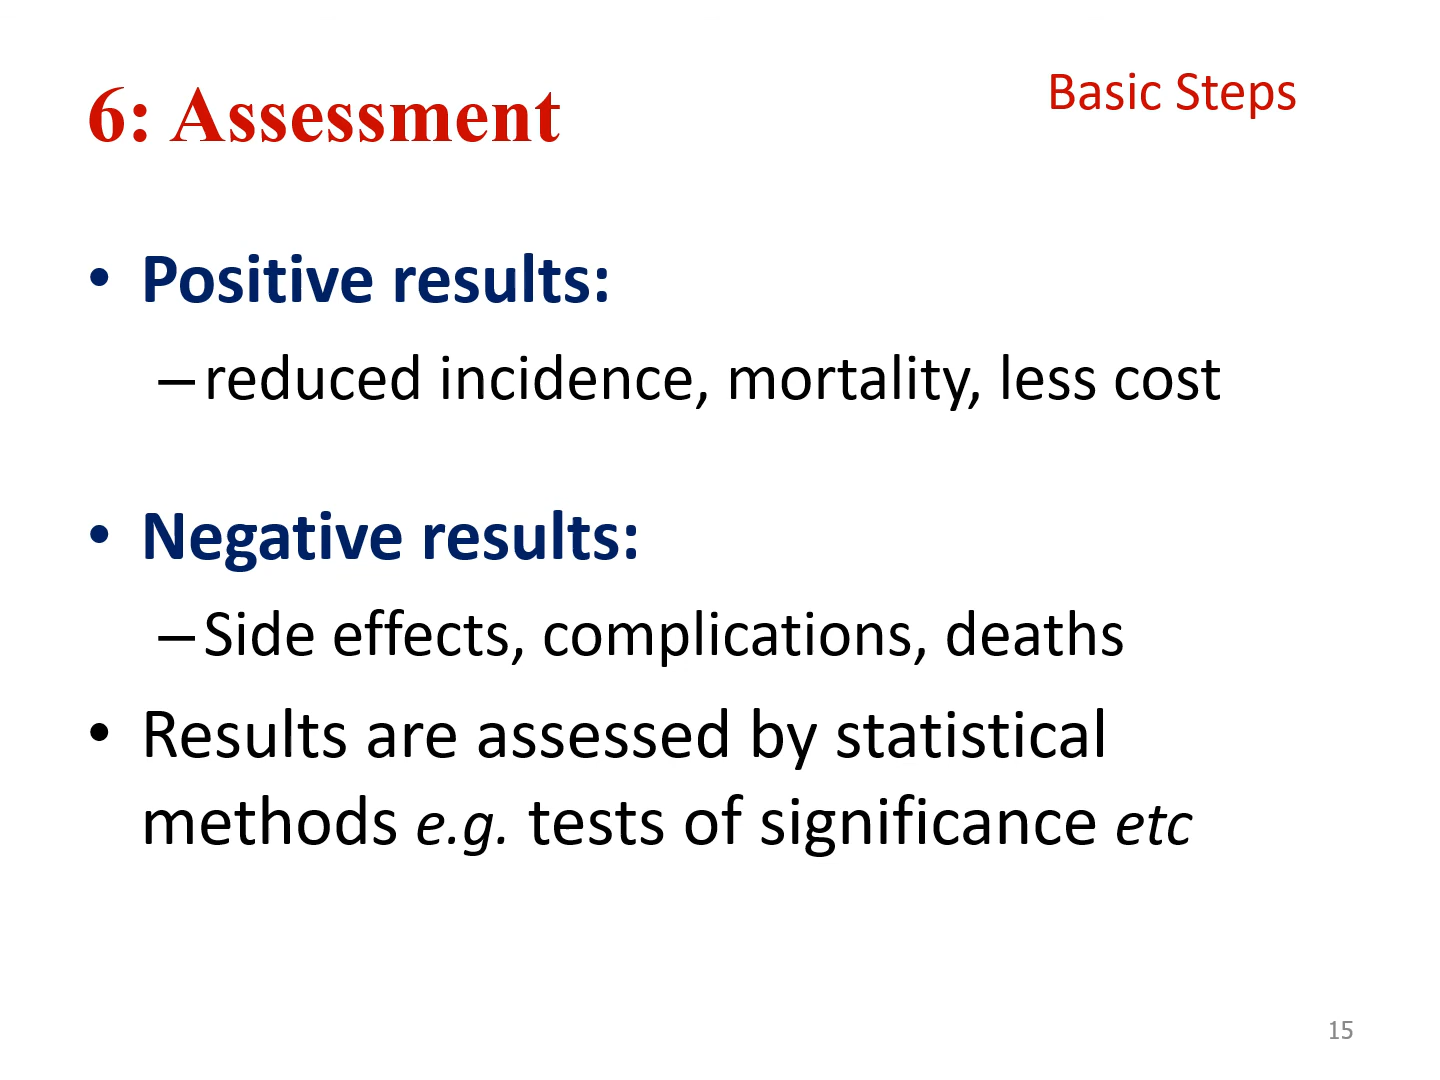 6: Assessment
Basic Steps
• Positive results:
– reduced incidence, mortality, less cost
• Negative results:
– Side effects, complications, deaths
• Results are assessed by statistical
methods e.g. tests of significance etc
15